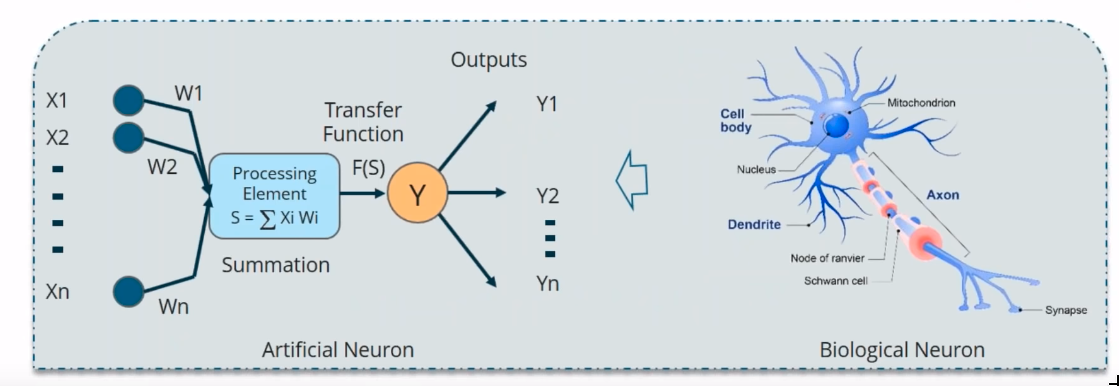 Outputs
X1
W1
Y1
X2
Transfer
Function
W2
F(S)
Processing
Element
S = ∑ Xi Wi
Y
Y2
Summation
Xn
Wn
Yn
Artificial Neuron
Mitochondrion
Cell
body
Nucleus
Axon
Dendrite
Node of ranvier
Schwann cell
Synapse
Biological Neuron